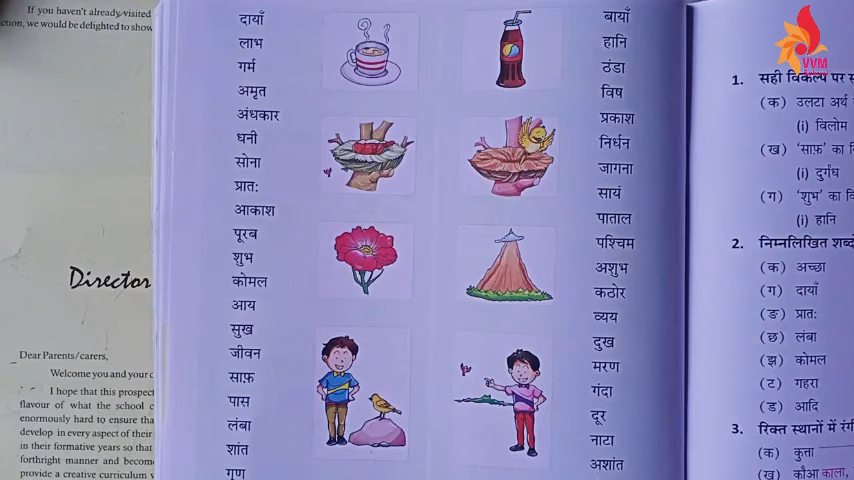 If you haven't already visited
ction, we would be delighted to show
Director
Dear Parents/carers,
Welcome you and your
I hope that this prospec
flavour of what the school
enormously hard to ensure tha
develop in every aspect of their
in their formative years so that
forthright manner and becom
provide a creative curriculum
दायाँ
लाभ
गर्म
अमृत
अंधकार
धनी
सोना
प्रातः
आकाश
पूरब
शुभ
कोमल
आय
सुख
जीवन
साफ़
पास
लंबा
शांत
गुण
बायाँ
हानि
ठंडा
विष
प्रकाश
निर्धन
जागना
सायं
पाताल
पश्चिम
अशुभ
कठोर
व्यय
दुख
मरण
गंदा
दूर
नाटा
अशांत
VVM
1. सही विकल्प पर
(क) उलटा अर्थ
(i) विलोम
(ख) 'साफ़' का
(i) दुर्गंध
(ग) 'शुभ' का
(i) हानि
2. निम्नलिखित शब्दों
(क) अच्छा
(ग) दायाँ
(ङ) प्रातः
(छ) लंबा
(झ) कोमल
(ट) गहरा
(ड) आदि
3. रिक्त स्थानों में
(क) कुत्ता
(ख) कौआ काला,